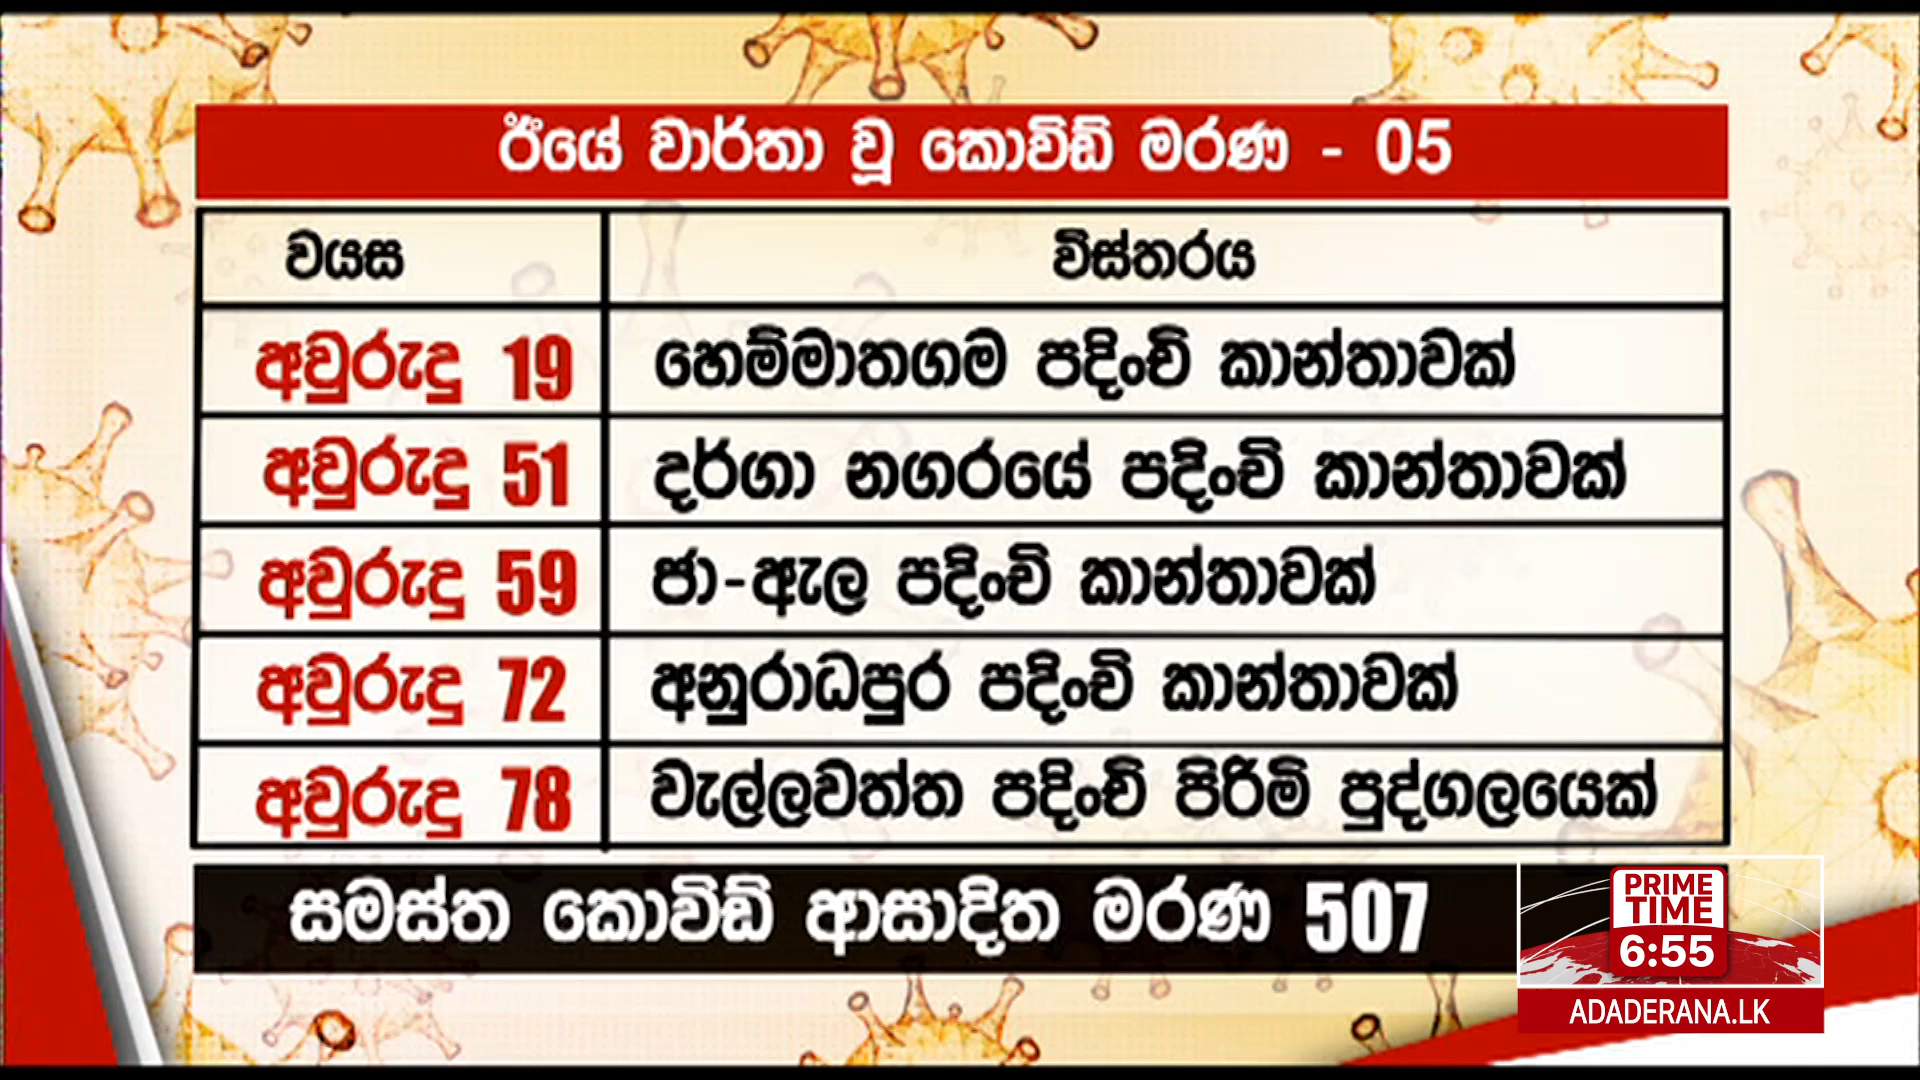 ඊයේ වාර්තා වූ කොවිඩ් මරණ - 05
වයස විස්තරය
අවුරුදු 19 හෙම්මාතගම පදිංචි කාන්තාවක්
අවුරුදු 51 දර්ගා නගරයේ පදිංචි කාන්තාවක්
අවුරුදු 59 ජා-ඇල පදිංචි කාන්තාවක්
අවුරුදු 72 අනුරාධපුර පදිංචි කාන්තාවක්
අවුරුදු 78 වැල්ලවත්ත පදිංචි පිරිමි පුද්ගලයෙක්
සමස්ත කොවිඩ් ආසාදිත මරණ 507
PRIME
TIME
6:55
ADADERANA.LK